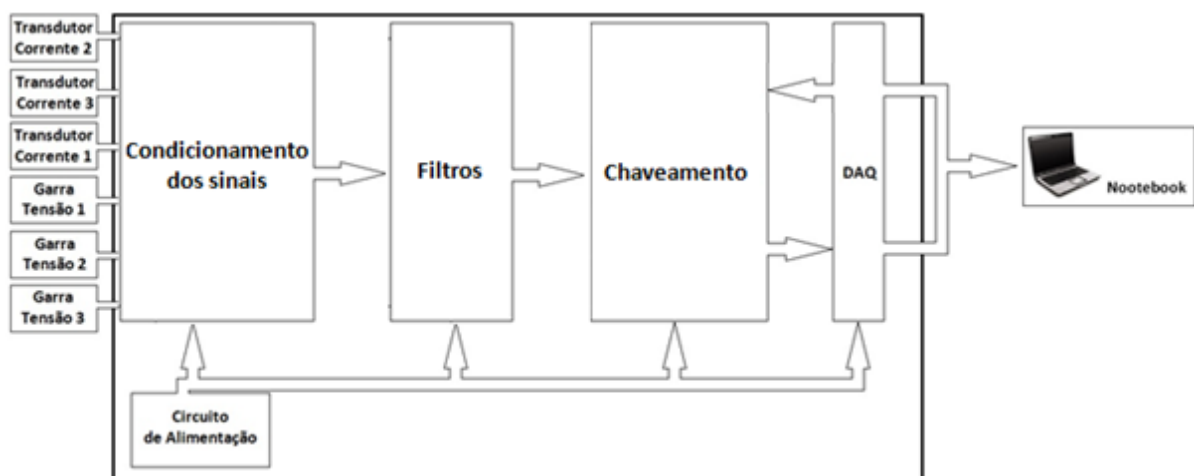 Transdutor
Corrente 2
Transdutor
Corrente 3
Transdutor
Corrente 1
Garra
Tensão 1
Garra
Tensão 2
Garra
Tensão 3
Condicionamento
dos sinais
Filtros
Chaveamento
DAQ
Nootebook
Circuito
de Alimentação